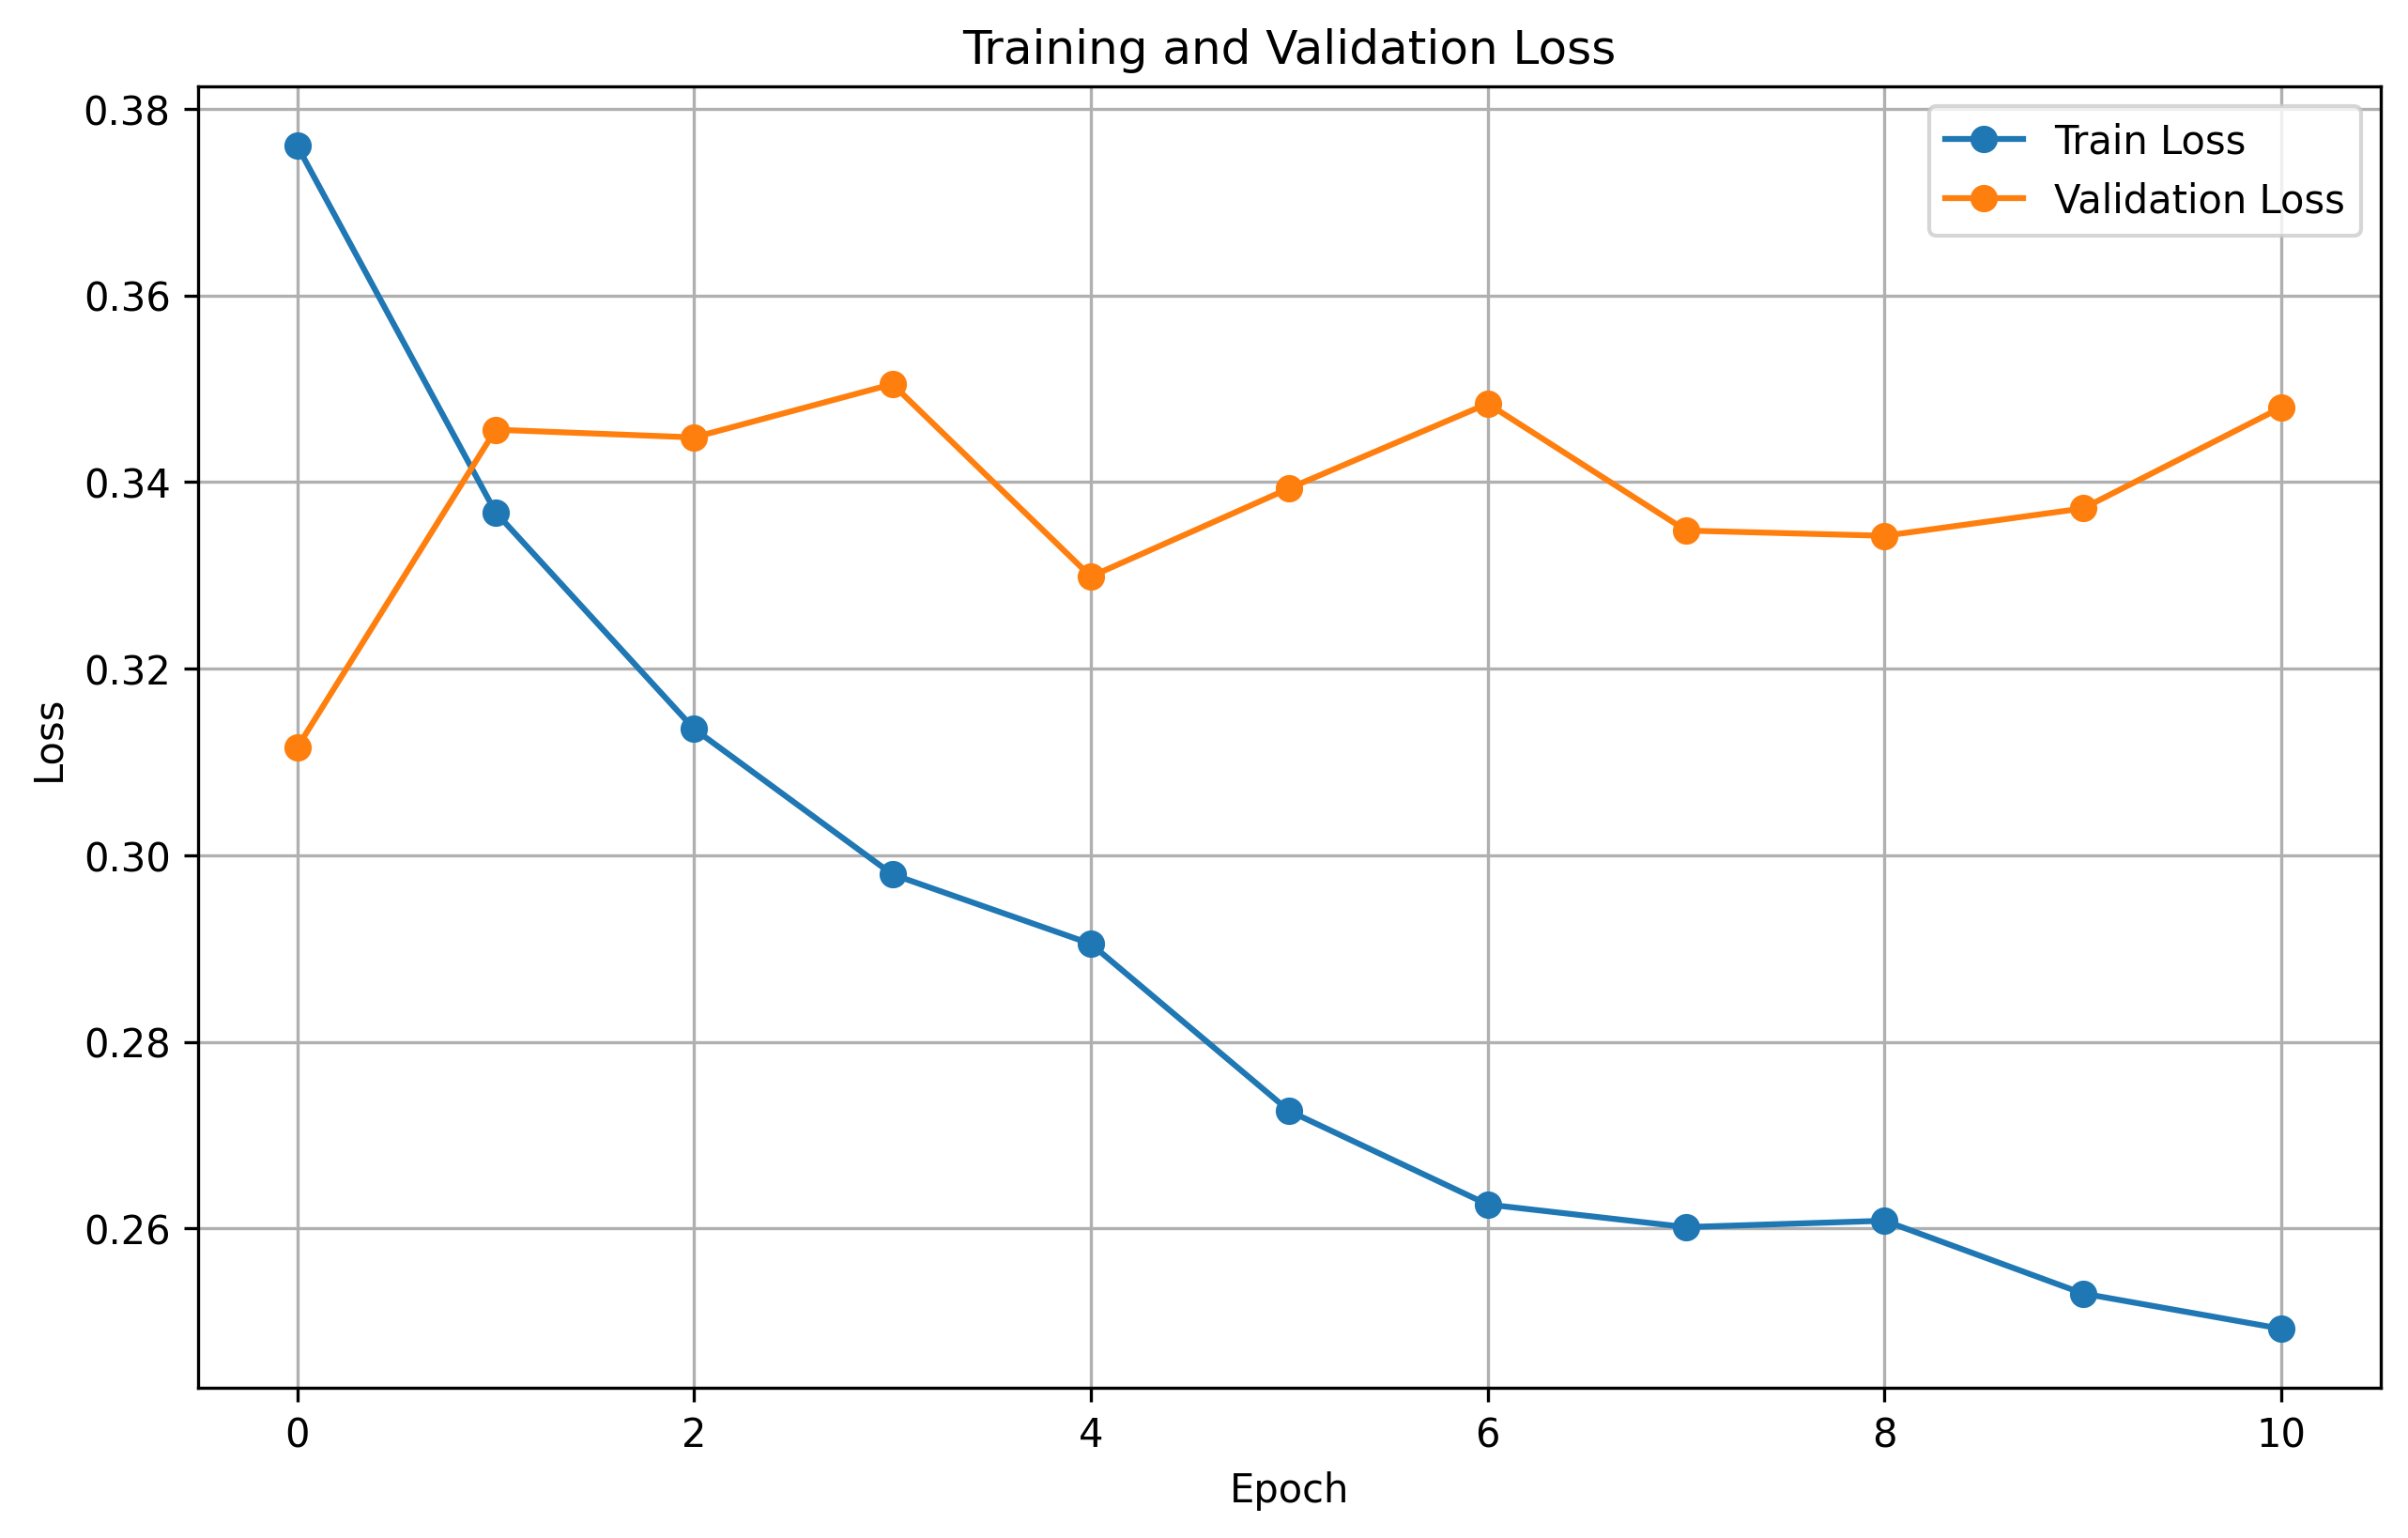 Training and Validation Loss
Train Loss
Validation Loss
0.38
0.36
0.34
0.32
0.30
0.28
0.26
Loss
0 2 4 6 8 10
Epoch